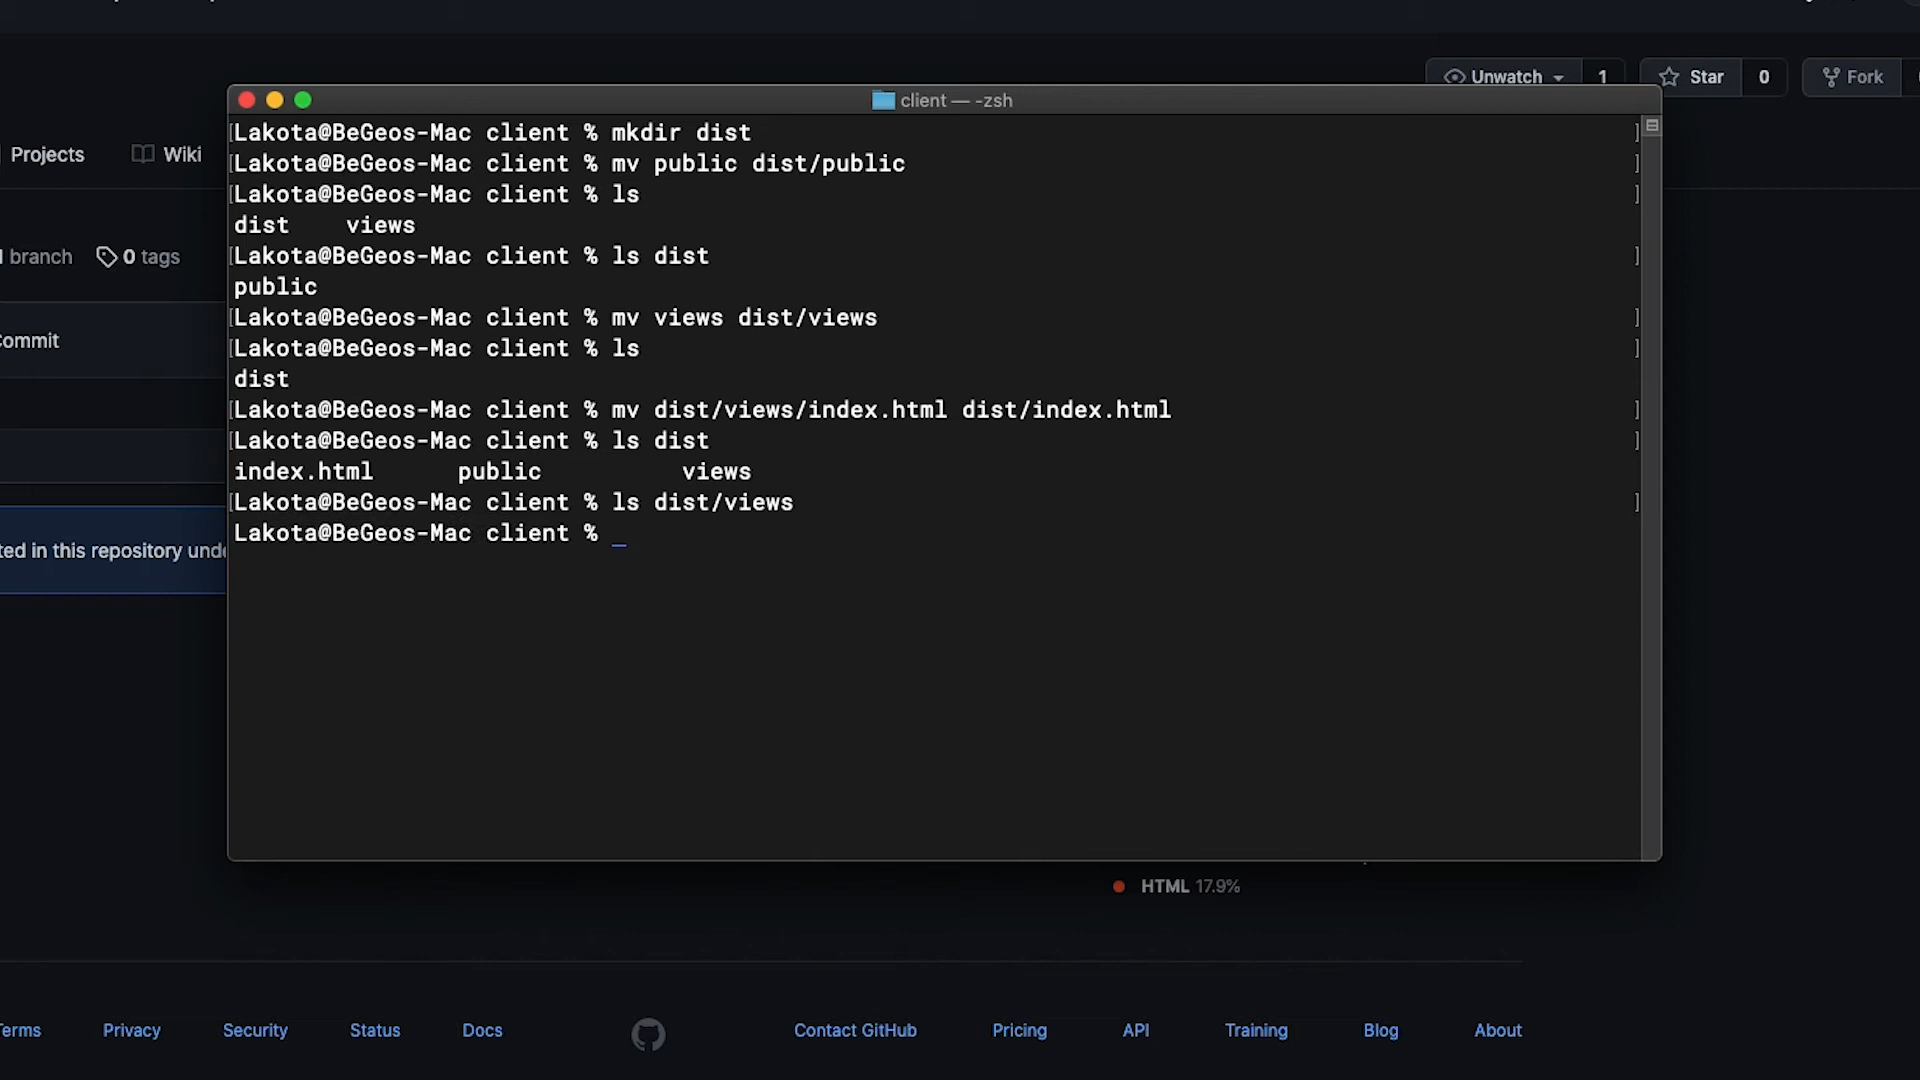 Unwatch 1 Star 0 Fork
client — -zsh
Lakota@BeGeos-Mac client % mkdir dist
Projects Wiki
Lakota@BeGeos-Mac client % mv public dist/public
Lakota@BeGeos-Mac client % ls
dist views
branch 0 tags
Lakota@BeGeos-Mac client % ls dist
public
Lakota@BeGeos-Mac client % mv views dist/views
ommit
Lakota@BeGeos-Mac client % ls
dist
Lakota@BeGeos-Mac client % mv dist/views/index.html dist/index.html
Lakota@BeGeos-Mac client % ls dist
index.html public views
Lakota@BeGeos-Mac client % ls dist/views
Lakota@BeGeos-Mac client % _
ted in this repository unde
HTML 17.9%
Terms Privacy Security Status Docs Contact GitHub Pricing API Training Blog About